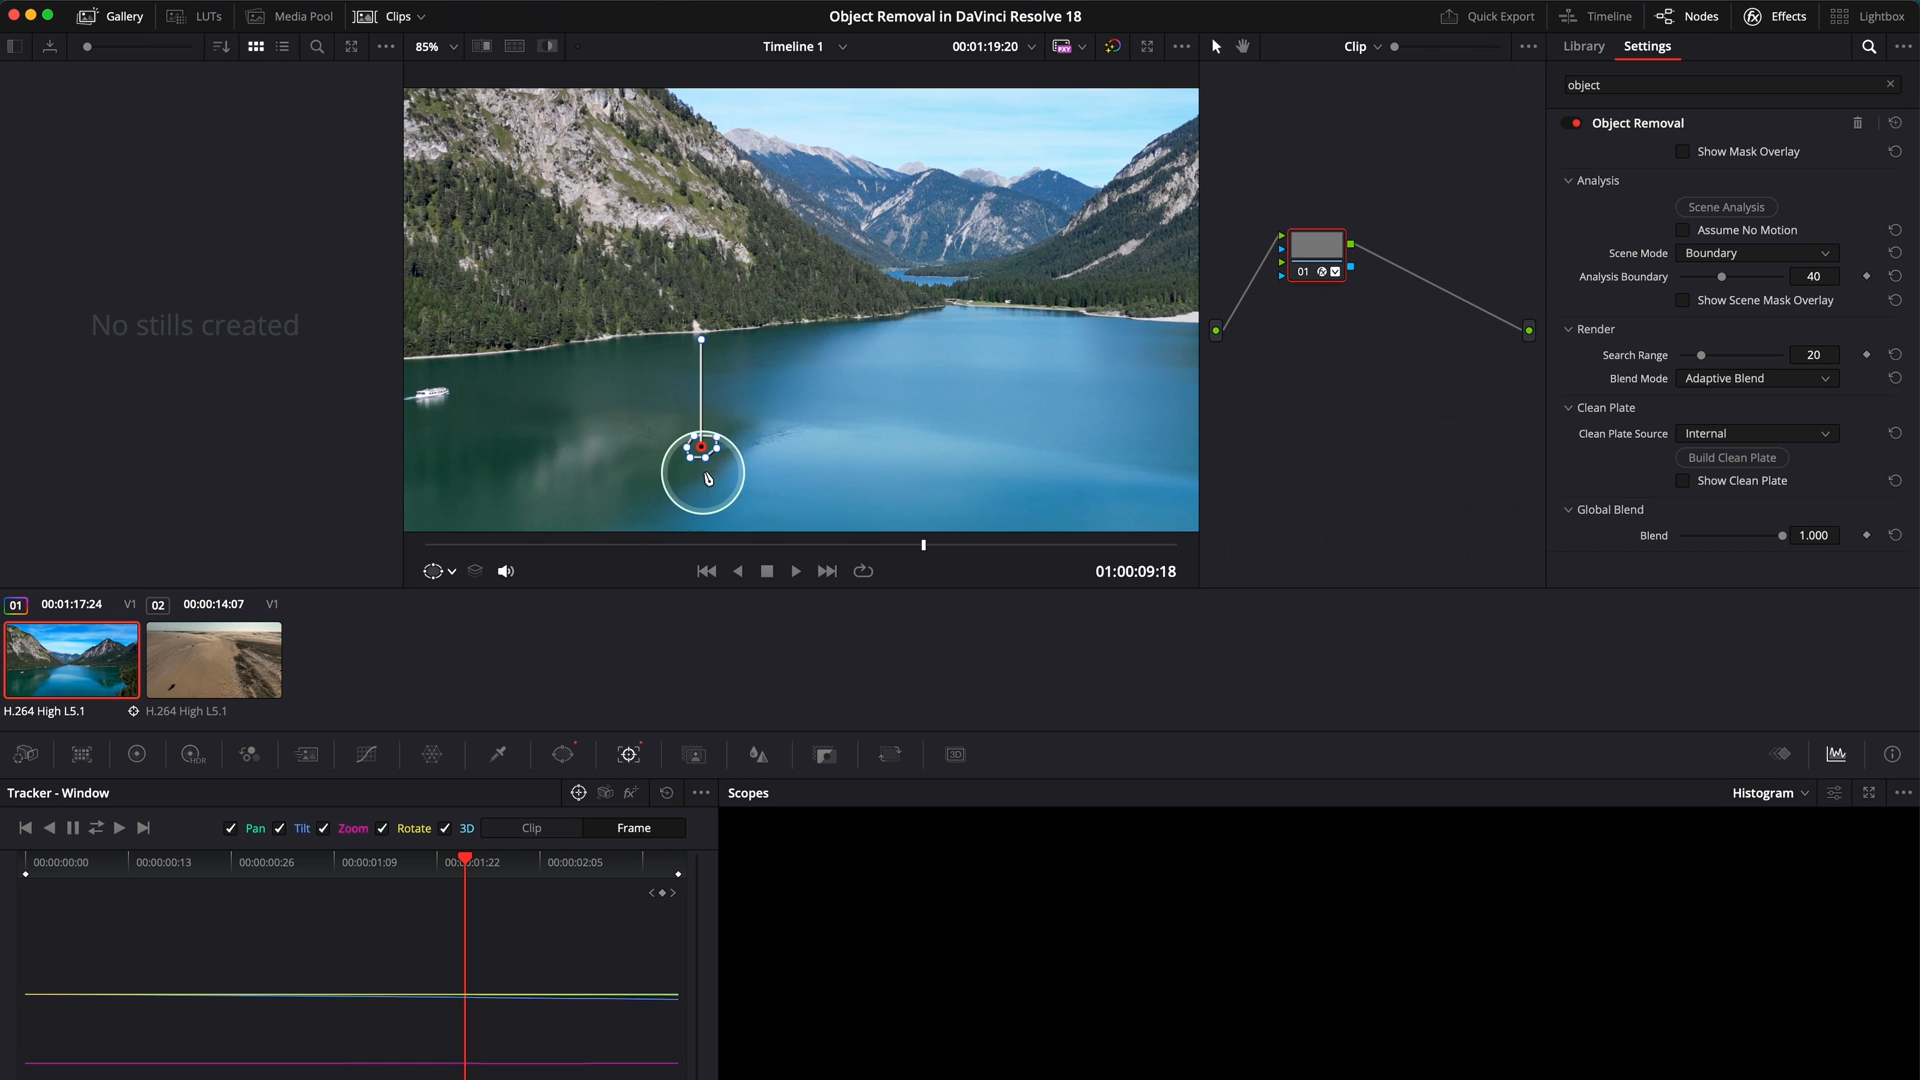 Gallery LUTs Media Pool Clips Object Removal in DaVinci Resolve 18 Quick Export Timeline Nodes Effects Lightbox
85% Timeline 1 00:01:19:20 PXY Clip Library Settings
object
Object Removal
Show Mask Overlay
Analysis
Scene Analysis
Assume No Motion
Scene Mode Boundary
Analysis Boundary 40
Show Scene Mask Overlay
Render
Search Range 20
Blend Mode Adaptive Blend
Clean Plate
Clean Plate Source Internal
Build Clean Plate
Show Clean Plate
Global Blend
Blend 1.000
No stills created
01
01:00:09:18
01 00:01:17:24 V1 02 00:00:14:07 V1
H.264 High L5.1 H.264 High L5.1
HDR 3D
Tracker - Window Scopes Histogram
Pan Tilt Zoom Rotate 3D Clip Frame
00:00:00:00 00:00:00:13 00:00:00:26 00:00:01:09 00:00:01:22 00:00:02:05